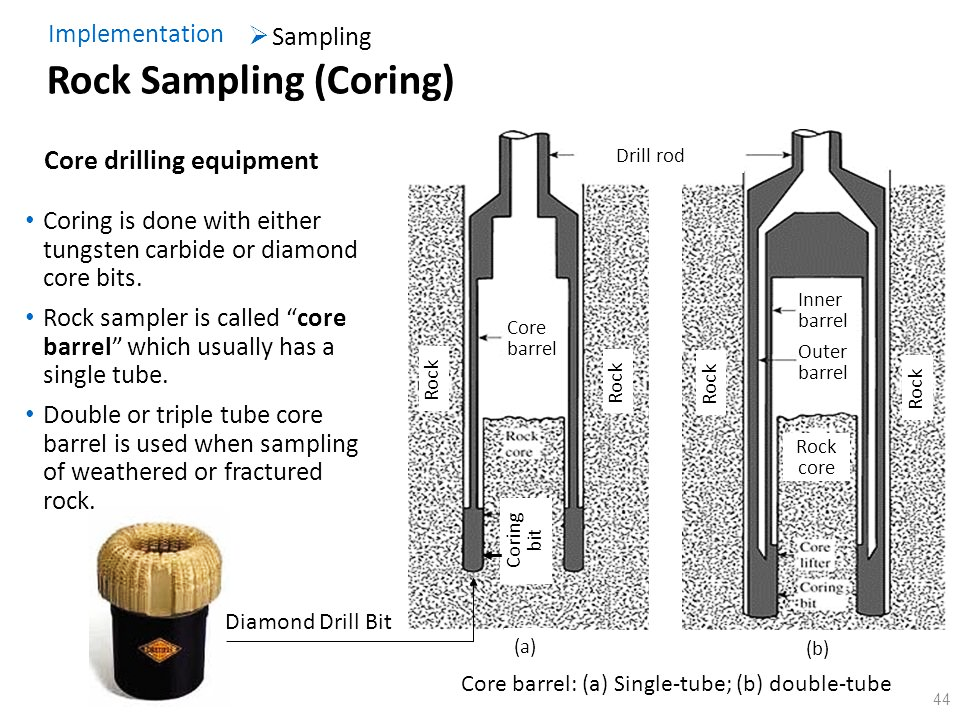 Implementation
➢ Sampling
Rock Sampling (Coring)
Core drilling equipment
• Coring is done with either
tungsten carbide or diamond
core bits.
• Rock sampler is called “core
barrel” which usually has a
single tube.
• Double or triple tube core
barrel is used when sampling
of weathered or fractured
rock.
Diamond Drill Bit
Drill rod
Core
barrel
Rock
Rock
Rock
core
Coring
bit
(a)
Inner
barrel
Outer
barrel
Rock
Rock
Rock
core
Core
lifter
Coring
bit
(b)
Core barrel: (a) Single-tube; (b) double-tube
44